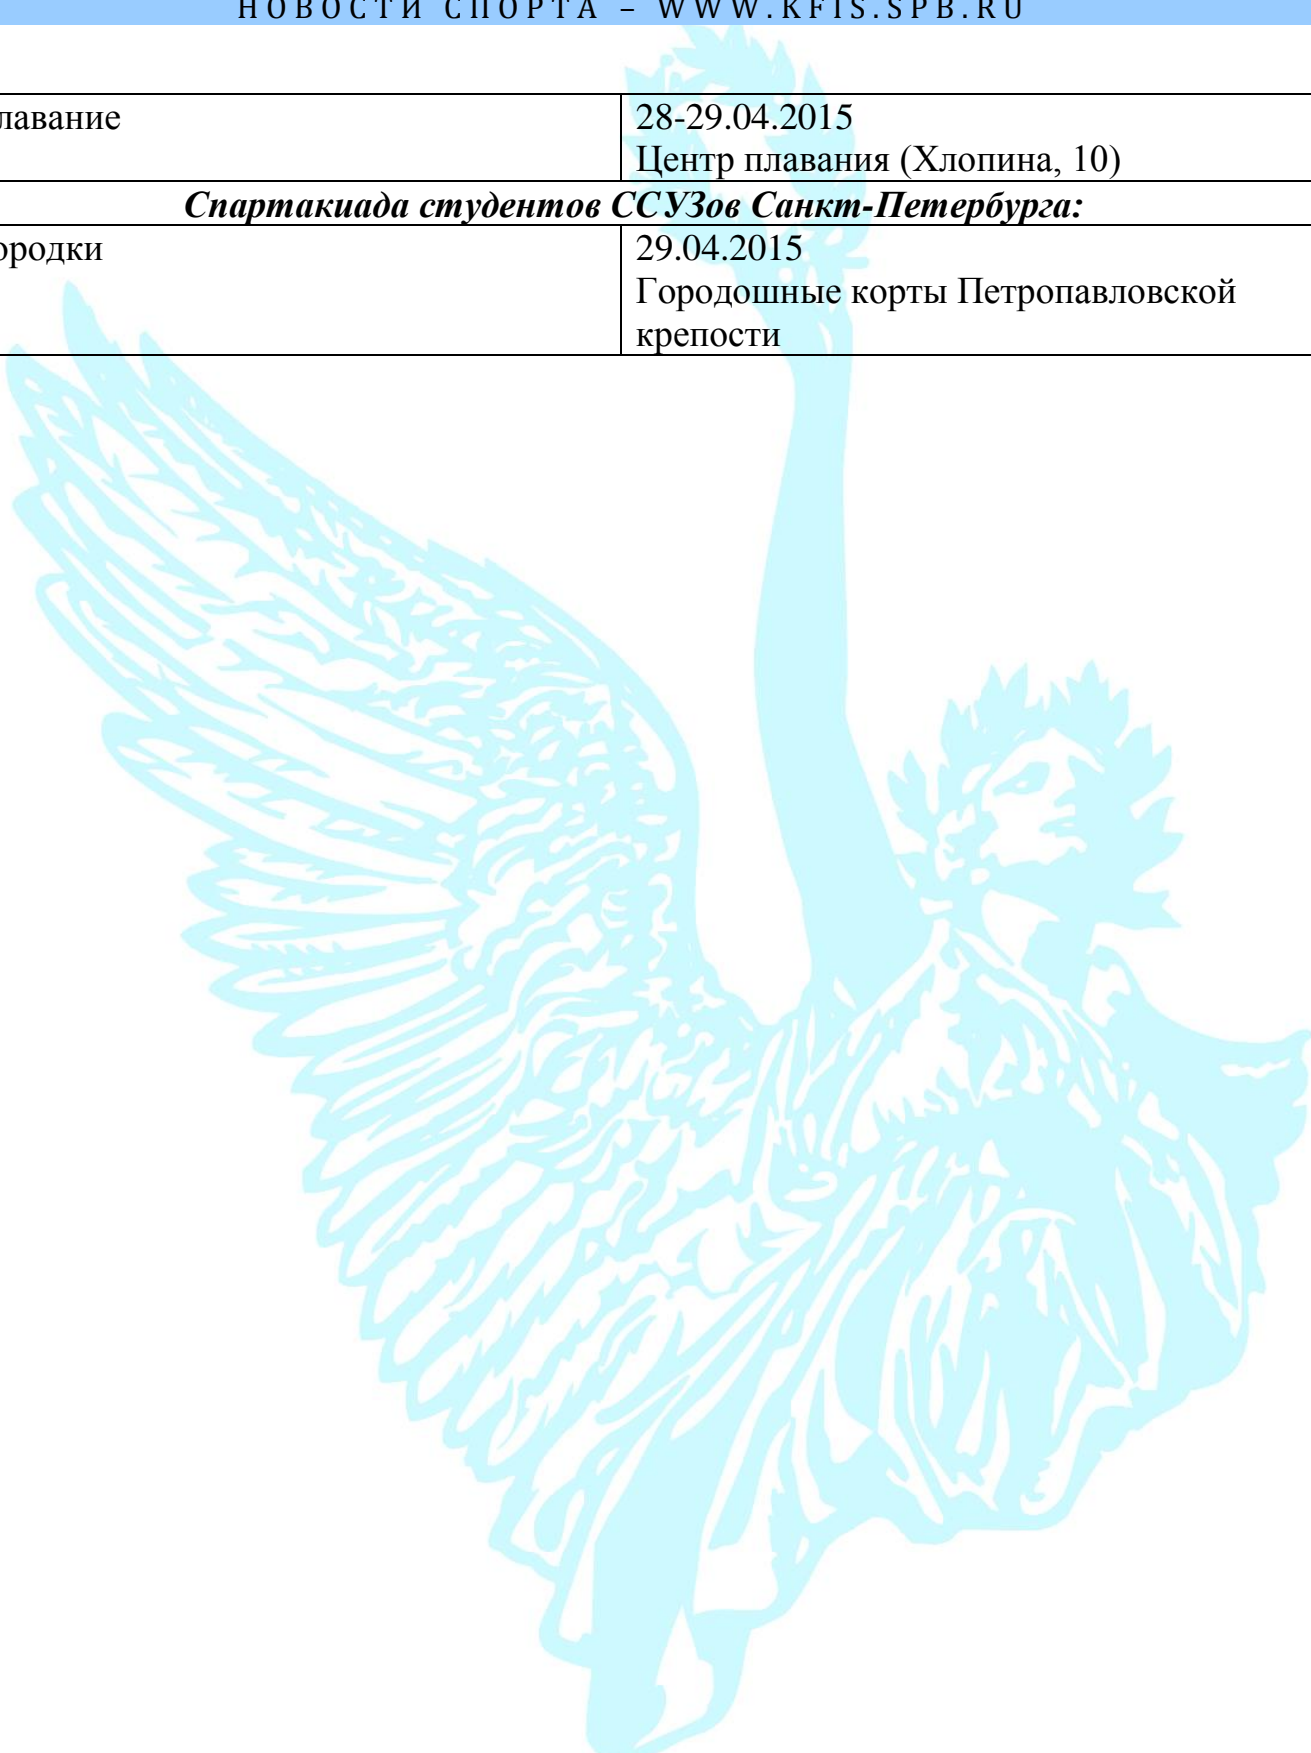 НОВОСТИ СПОРТА – WWW.KFIS.SPB.RU
лавание
28-29.04.2015
Центр плавания (Хлопина, 10)
Спартакиада студентов ССУЗов Санкт-Петербурга:
ородки
29.04.2015
Городошные корты Петропавловской
крепости